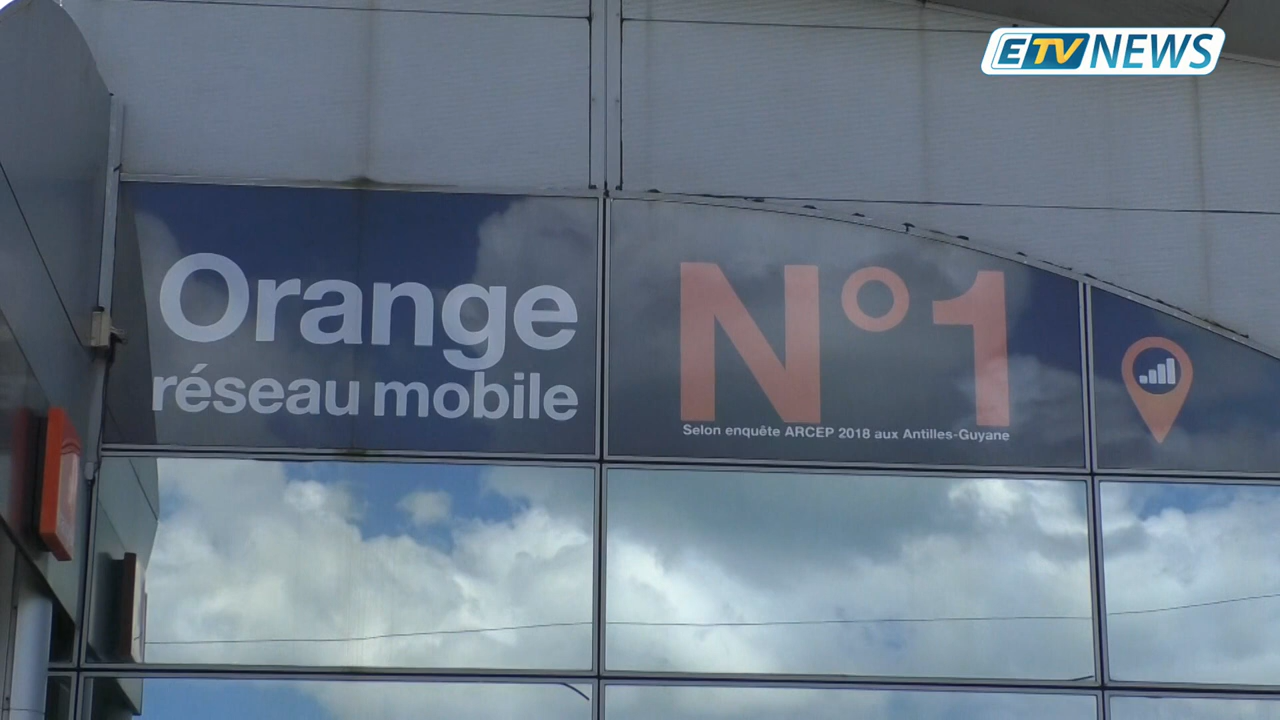 ETV NEWS
Orange
réseau mobile
N°1
Selon enquête ARCEP 2018 aux Antilles-Guyane